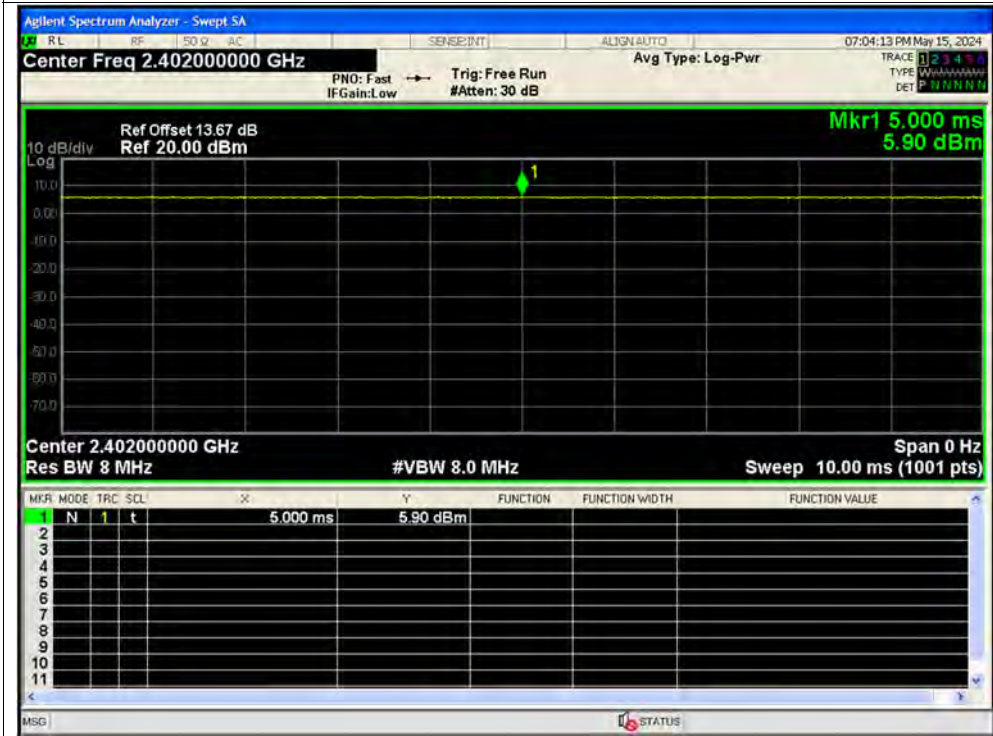 Agilent Spectrum Analyzer - Swept SA
RL RF 50 Ω AC SENSE:INT ALIGN AUTO 07:04:13 PM May 15, 2024
Center Freq 2.402000000 GHz
PNO: Fast
IFGain:Low
Trig: Free Run
#Atten: 30 dB
Avg Type: Log-Pwr
TRACE 1 2 3 4 5 6
TYPE W
DET P N N N N N
Mkr1 5.000 ms
5.90 dBm
Ref Offset 13.67 dB
10 dB/div Ref 20.00 dBm
Log
1
10.0
0.00
-10.0
-20.0
-30.0
-40.0
-50.0
-60.0
-70.0
Center 2.402000000 GHz Span 0 Hz
Res BW 8 MHz #VBW 8.0 MHz Sweep 10.00 ms (1001 pts)
MKR MODE TRC SCL X Y FUNCTION FUNCTION WIDTH FUNCTION VALUE
1 N 1 t 5.000 ms 5.90 dBm
2
3
4
5
6
7
8
9
10
11
MSG STATUS